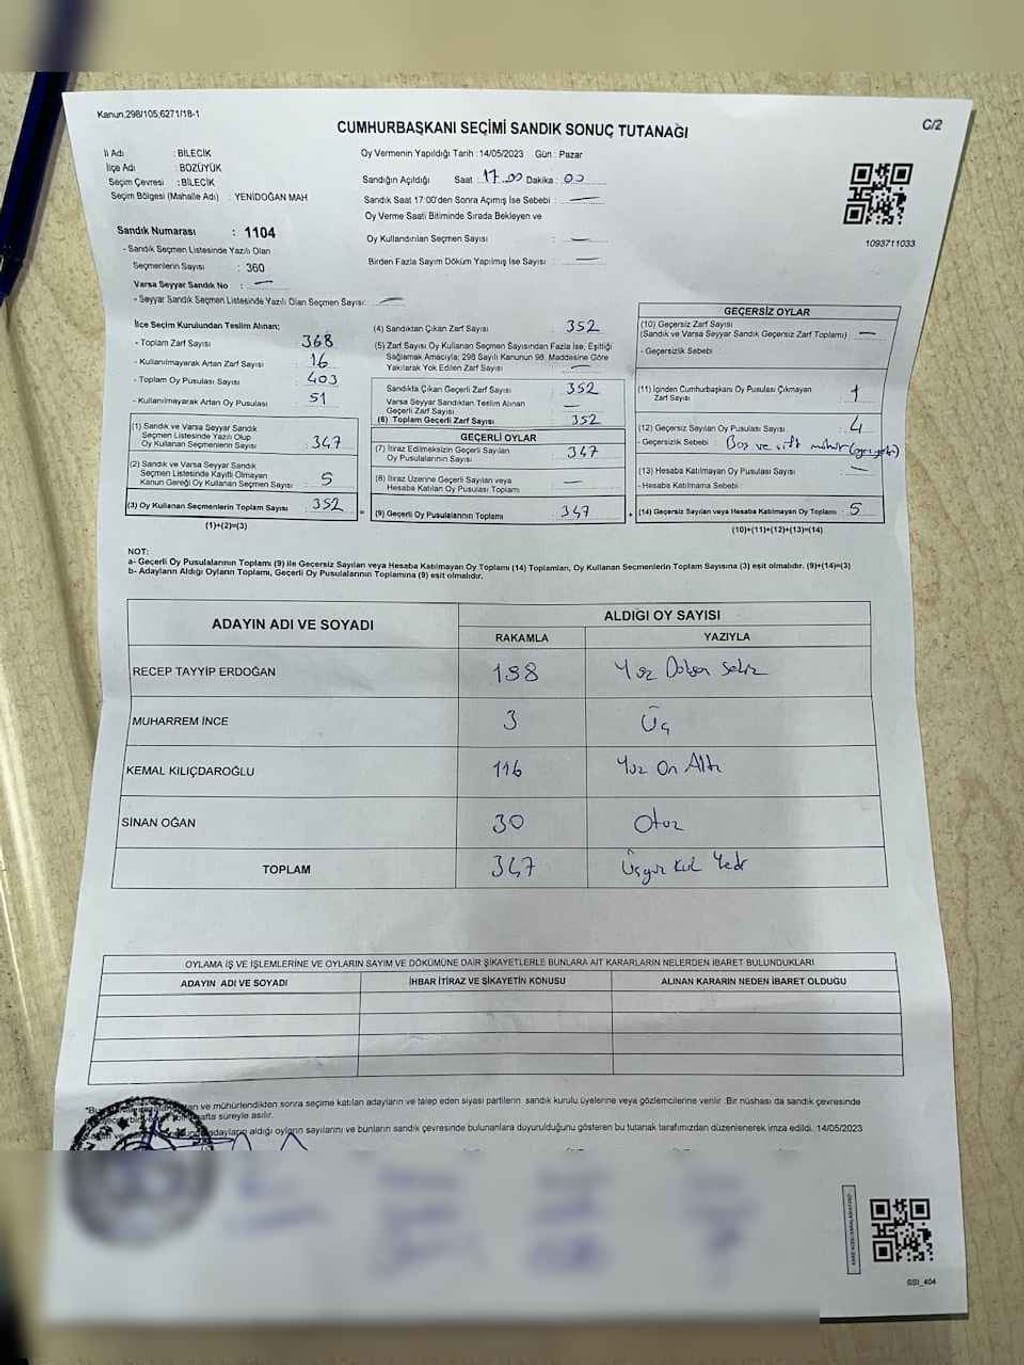 Kanun,298/105,6271/18-1
C/2
CUMHURBAŞKANI SEÇİMİ SANDIK SONUÇ TUTANAĞI
İl Adı : BİLECİK
İlçe Adı : BOZÜYÜK
Seçim Çevresi : BİLECİK
Seçim Bölgesi (Mahalle Adı) : YENİDOĞAN MAH
Sandık Numarası : 1104
- Sandık Seçmen Listesinde Yazılı Olan
Seçmenlerin Sayısı : 360
Varsa Seyyar Sandık No : —
- Seyyar Sandık Seçmen Listesinde Yazılı Olan Seçmen Sayısı: —
Oy Vermenin Yapıldığı Tarih : 14/05/2023 Gün : Pazar
Sandığın Açıldığı Saat : 17.00 Dakika : 00
Sandık Saat 17:00'den Sonra Açımış İse Sebebi : —
Oy Verme Saati Bitiminde Sırada Bekleyen ve
Oy Kullandırılan Seçmen Sayısı : —
Birden Fazla Sayım Döküm Yapılmış İse Sayısı : —
1093711033
İlçe Seçim Kurulundan Teslim Alınan;
- Toplam Zarf Sayısı : 368
- Kullanılmayarak Artan Zarf Sayısı : 16
- Toplam Oy Pusulası Sayısı : 403
- Kullanılmayarak Artan Oy Pusulası : 51
(1) Sandık ve Varsa Seyyar Sandık
Seçmen Listesinde Yazılı Olup
Oy Kullanan Seçmenlerin Sayısı : 347
(2) Sandık ve Varsa Seyyar Sandık
Seçmen Listesinde Kayıtlı Olmayan
Kanun Gereği Oy Kullanan Seçmen Sayısı : 5
(3) Oy Kullanan Seçmenlerin Toplam Sayısı : 352
(1)+(2)=(3)
(4) Sandıktan Çıkan Zarf Sayısı : 352
(5) Zarf Sayısı Oy Kullanan Seçmen Sayısından Fazla İse, Eşitliği
Sağlamak Amacıyla; 298 Sayılı Kanunun 98. Maddesine Göre
Yakılarak Yok Edilen Zarf Sayısı : —
Sandıkta Çıkan Geçerli Zarf Sayısı : 352
Varsa Seyyar Sandıktan Teslim Alınan
Geçerli Zarf Sayısı : —
(6) Toplam Geçerli Zarf Sayısı : 352
GEÇERLİ OYLAR
(7) İtiraz Edilmeksizin Geçerli Sayılan
Oy Pusulalarının Sayısı : 347
(8) İtiraz Üzerine Geçerli Sayılan veya
Hesaba Katılan Oy Pusulası Toplamı : —
(9) Geçerli Oy Pusulalarının Toplamı : 347
GEÇERSİZ OYLAR
(10) Geçersiz Zarf Sayısı
(Sandık ve Varsa Seyyar Sandık Geçersiz Zarf Toplamı) : —
- Geçersizlik Sebebi :
(11) İçinden Cumhurbaşkanı Oy Pusulası Çıkmayan
Zarf Sayısı : 1
(12) Geçersiz Sayılan Oy Pusulası Sayısı : 4
- Geçersizlik Sebebi : Boş ve çift mühür
(13) Hesaba Katılmayan Oy Pusulası Sayısı : —
- Hesaba Katılmama Sebebi :
(14) Geçersiz Sayılan veya Hesaba Katılmayan Oy Toplamı : 5
(10)+(11)+(12)+(13)=(14)
NOT:
a- Geçerli Oy Pusulalarının Toplamı (9) ile Geçersiz Sayılan veya Hesaba Katılmayan Oy Toplamı (14) Toplamları, Oy Kullanan Seçmenlerin Toplam Sayısına (3) eşit olmalıdır. (9)+(14)=(3)
b- Adayların Aldığı Oyların Toplamı, Geçerli Oy Pusulalarının Toplamına (9) eşit olmalıdır.
ADAYIN ADI VE SOYADI
ALDIĞI OY SAYISI
RAKAMLA YAZIYLA
RECEP TAYYİP ERDOĞAN 198 Yüz Doksan Sekiz
MUHARREM İNCE 3 Üç
KEMAL KILIÇDAROĞLU 116 Yüz On Altı
SİNAN OĞAN 30 Otuz
TOPLAM 347 Üçyüz Kırk Yedi
OYLAMA İŞ VE İŞLEMLERİNE VE OYLARIN SAYIM VE DÖKÜMÜNE DAİR ŞİKAYETLERLE BUNLARA AİT KARARLARIN NELERDEN İBARET BULUNDUKLARI
ADAYIN ADI VE SOYADI İHBAR İTİRAZ VE ŞİKAYETİN KONUSU ALINAN KARARIN NEDEN İBARET OLDUĞU
ve mühürlendikten sonra seçime katılan adayların ve talep eden siyasi partilerin sandık kurulu üyelerine veya gözlemcilerine verilir. Bir nüshası da sandık çevresinde
hafta süreyle asılır.
adayların aldığı oyların sayılarını ve bunların sandık çevresinde bulunanlara duyurulduğunu gösteren bu tutanak tarafımızdan düzenlenerek imza edildi. 14/05/2023
SSI_404